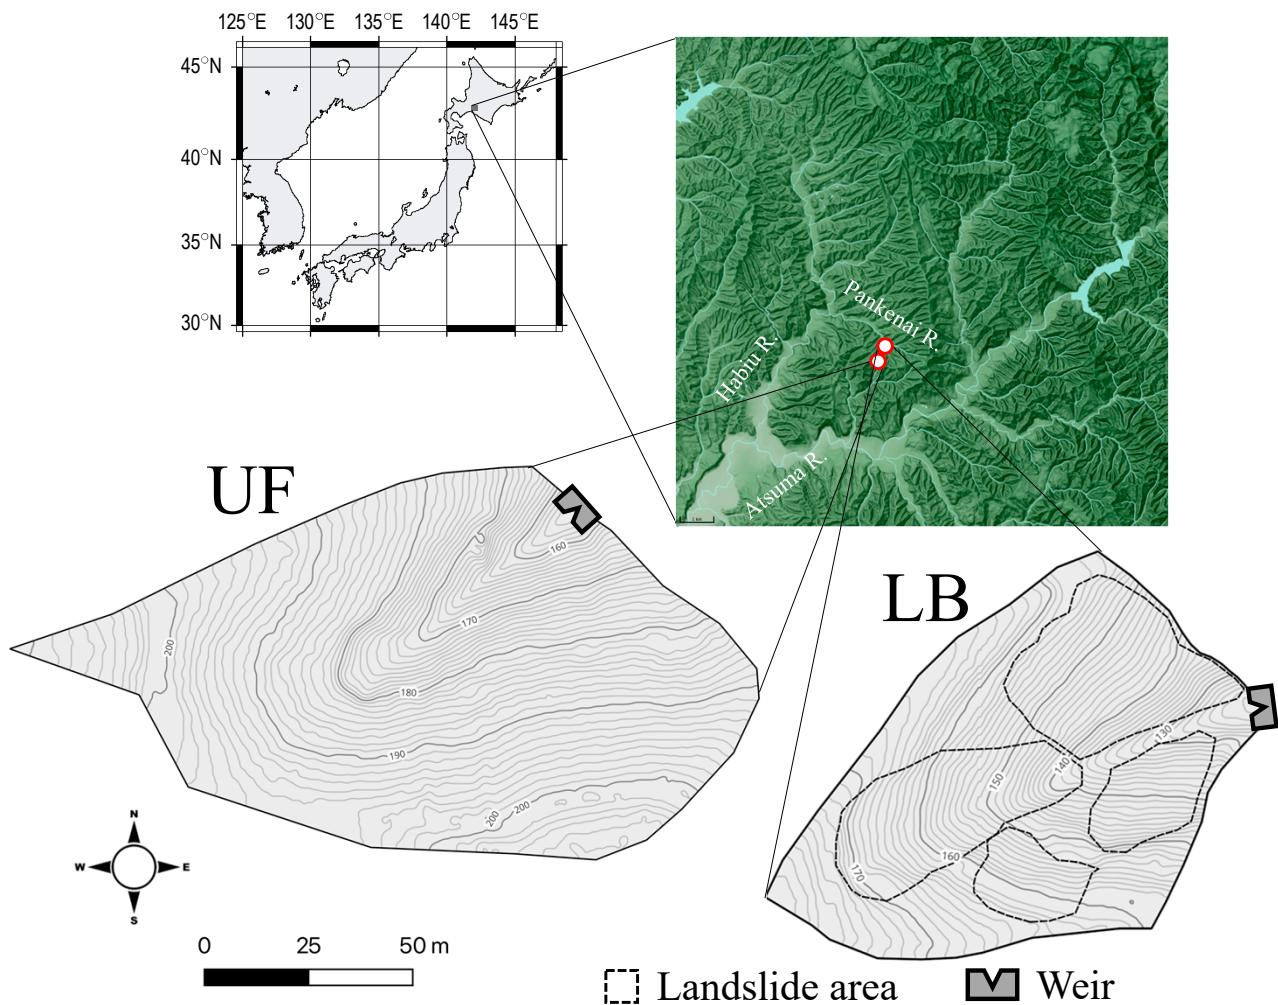 125°E 130°E 135°E 140°E 145°E
45°N
40°N
35°N
30°N
Pankenai R.
Habiu R.
Atsuma R.
UF
160
170
180
190
200
200
200
LB
130
140
150
160
170
N
W E
S
0 25 50 m
Landslide area
Weir